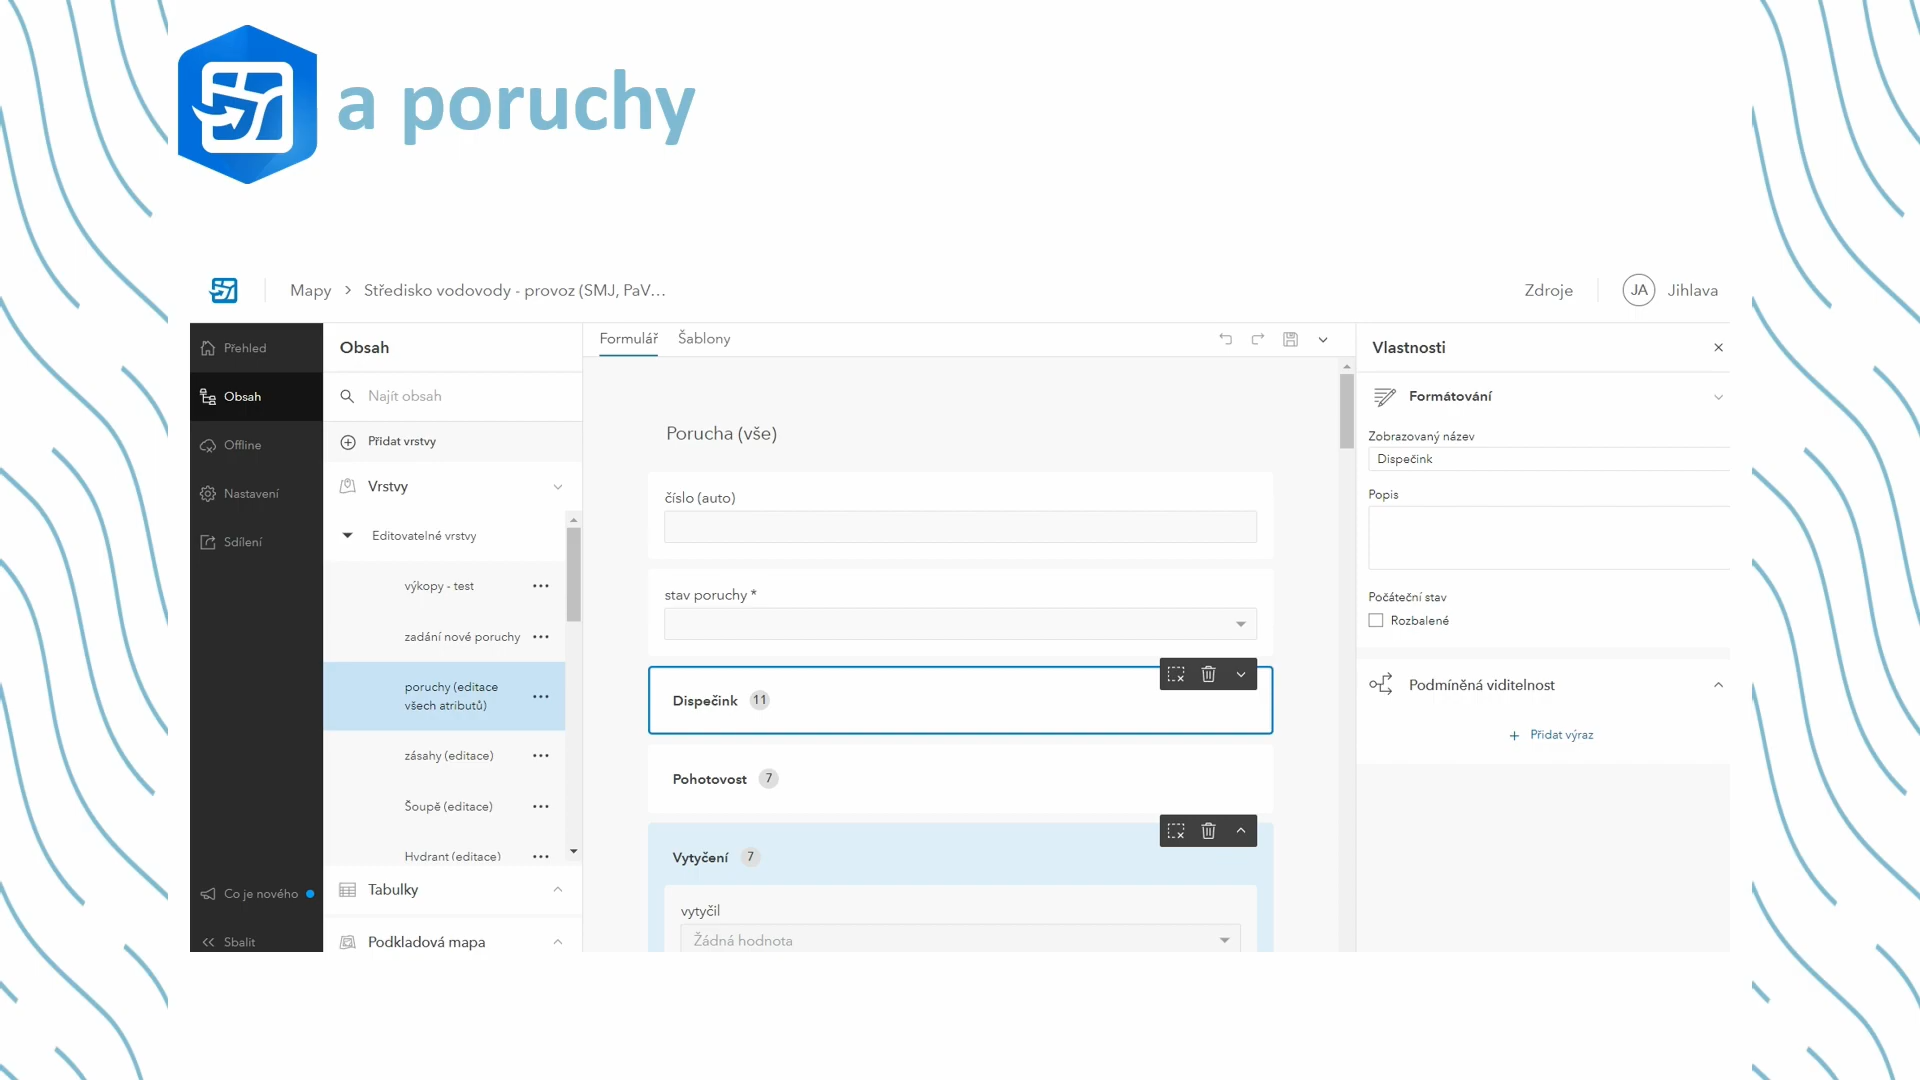 a poruchy
Mapy > Středisko vodovody - provoz (SMJ, PaV...
Zdroje
JA
Jihlava
Přehled
Obsah
Offline
Nastavení
Sdílení
Co je nového
Sbalit
Obsah
Najít obsah
Přidat vrstvy
Vrstvy
Editovatelné vrstvy
výkopy - test
zadání nové poruchy
poruchy (editace
všech atributů)
zásahy (editace)
Šoupě (editace)
Hydrant (editace)
Tabulky
Podkladová mapa
Formulář
Šablony
Porucha (vše)
číslo (auto)
stav poruchy *
Dispečink 11
Pohotovost 7
Vytyčení 7
vytyčil
Žádná hodnota
Vlastnosti
Formátování
Zobrazovaný název
Dispečink
Popis
Počáteční stav
Rozbalené
Podmíněná viditelnost
+ Přidat výraz